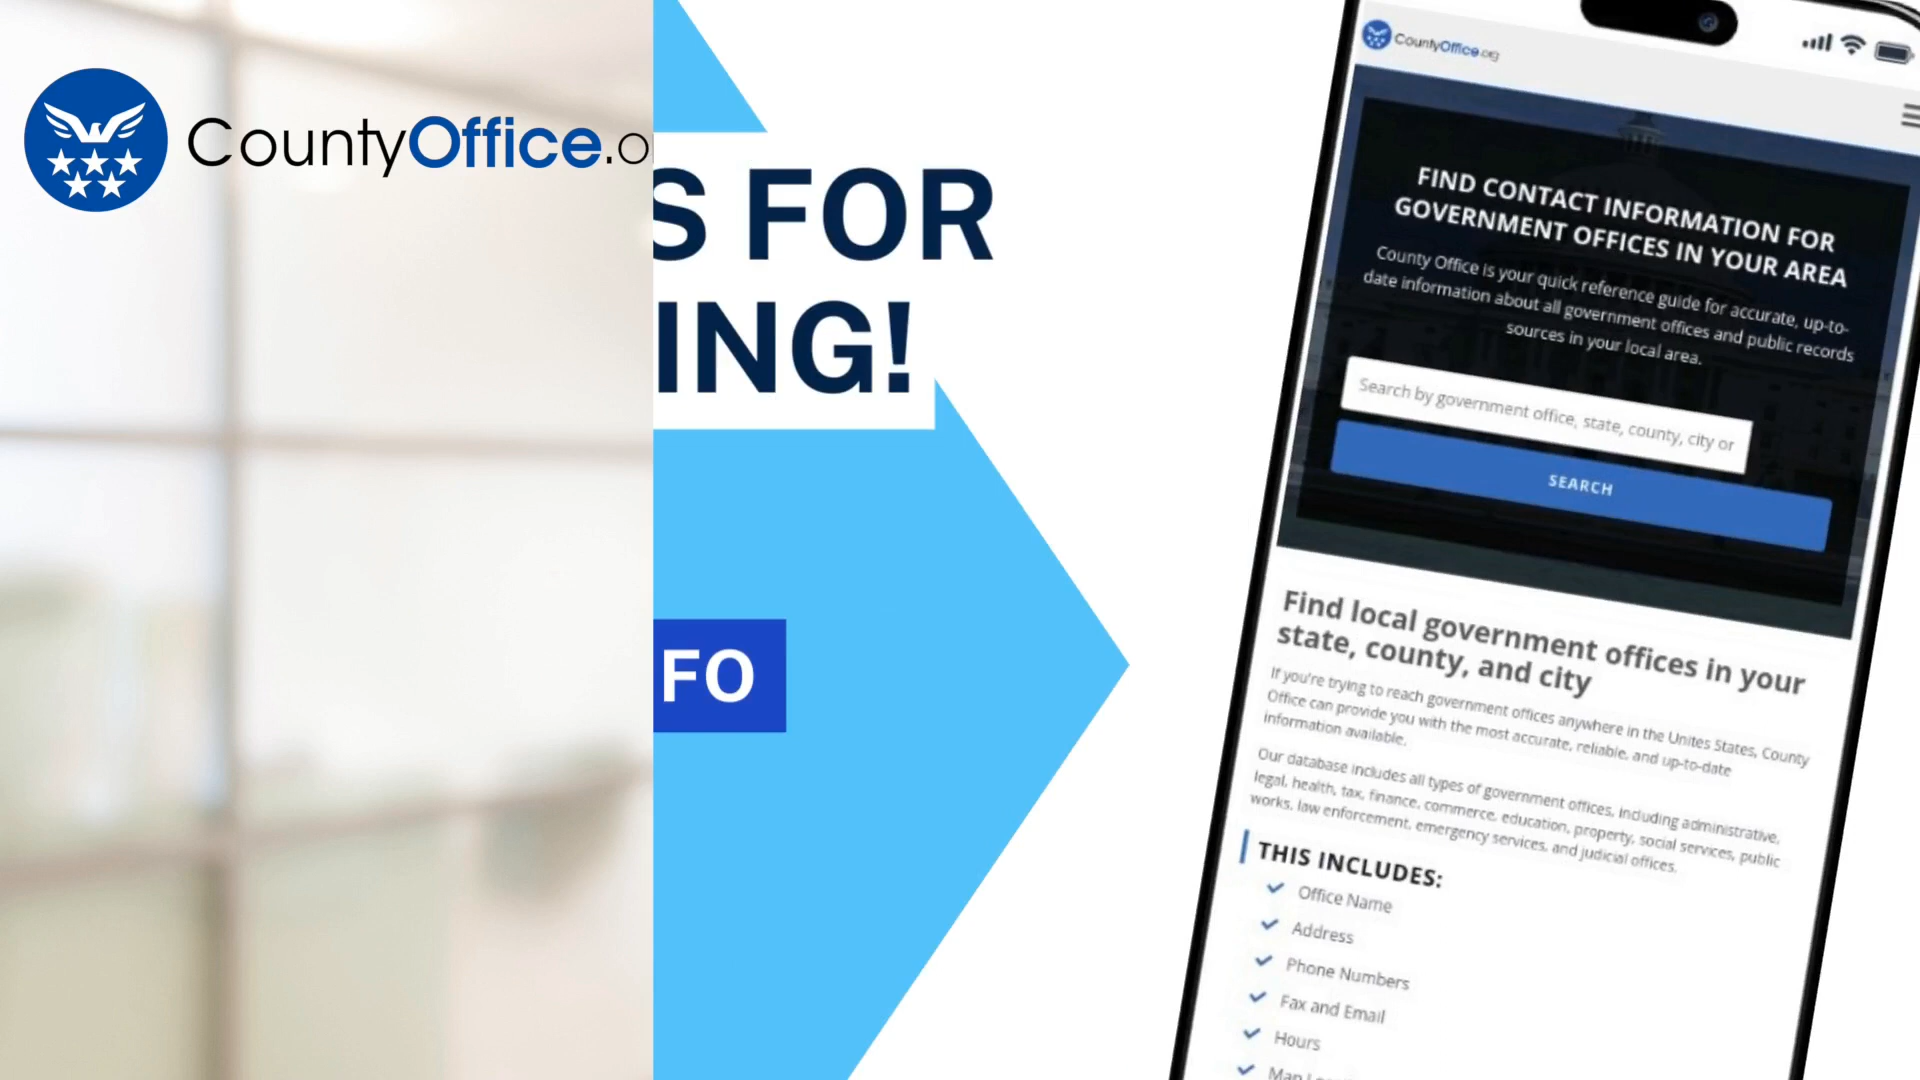 CountyOffice.o
S FOR
ING!
FO
CountyOffice.org
FIND CONTACT INFORMATION FOR
GOVERNMENT OFFICES IN YOUR AREA
County Office is your quick reference guide for accurate, up-to-
date information about all government offices and public records
sources in your local area.
Search by government office, state, county, city or
SEARCH
Find local government offices in your
state, county, and city
If you're trying to reach government offices anywhere in the Unites States, County
Office can provide you with the most accurate, reliable, and up-to-date
information available.
Our database includes all types of government offices, including administrative,
legal, health, tax, finance, commerce, education, property, social services, public
works, law enforcement, emergency services, and judicial offices.
THIS INCLUDES:
Office Name
Address
Phone Numbers
Fax and Email
Hours
Map